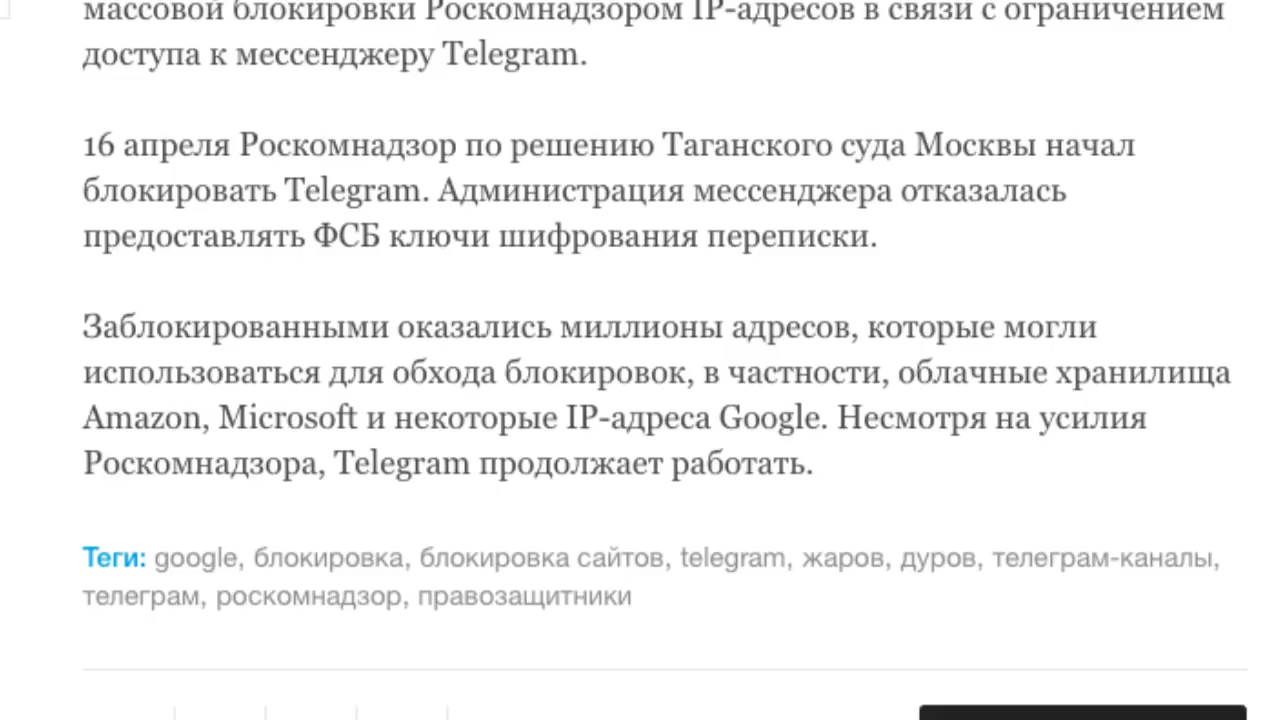 массовой блокировки Роскомнадзором IP-адресов в связи с ограничением
доступа к мессенджеру Telegram.
16 апреля Роскомнадзор по решению Таганского суда Москвы начал
блокировать Telegram. Администрация мессенджера отказалась
предоставлять ФСБ ключи шифрования переписки.
Заблокированными оказались миллионы адресов, которые могли
использоваться для обхода блокировок, в частности, облачные хранилища
Amazon, Microsoft и некоторые IP-адреса Google. Несмотря на усилия
Роскомнадзора, Telegram продолжает работать.
Теги: google, блокировка, блокировка сайтов, telegram, жаров, дуров, телеграм-каналы,
телеграм, роскомнадзор, правозащитники